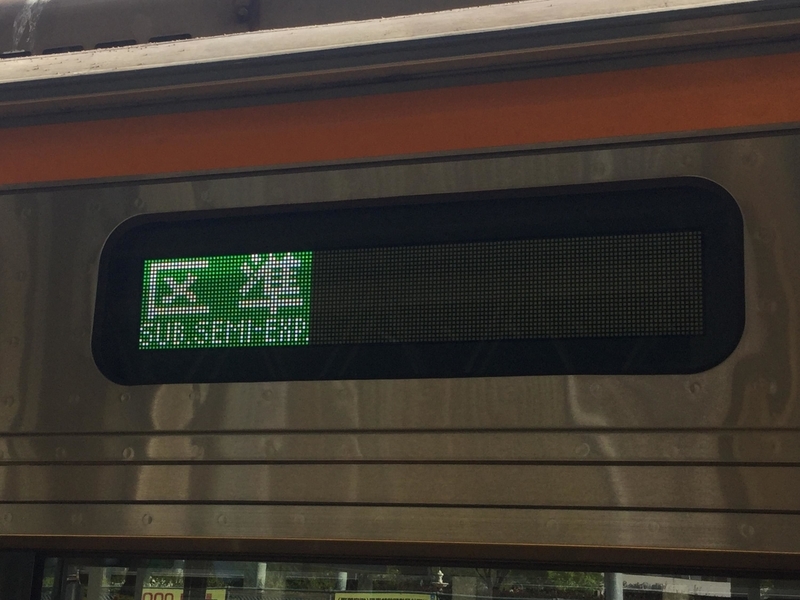 区 準
SUB.SEMI-EXP.